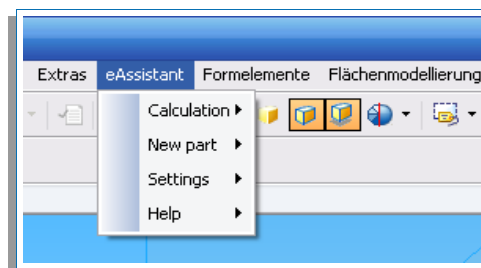 Extras eAssistant Formelemente Flächenmodellierung
Calculation
New part
Settings
Help